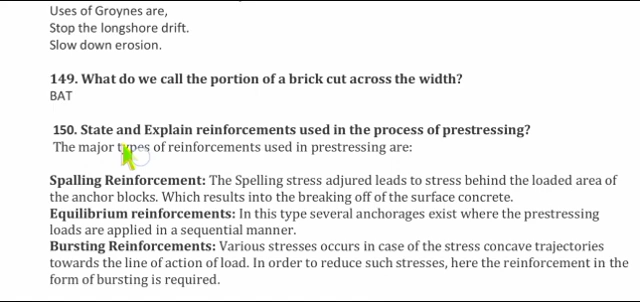 Uses of Groynes are,
Stop the longshore drift.
Slow down erosion.
149. What do we call the portion of a brick cut across the width?
BAT
150. State and Explain reinforcements used in the process of prestressing?
The major types of reinforcements used in prestressing are:
Spalling Reinforcement: The Spelling stress adjured leads to stress behind the loaded area of
the anchor blocks. Which results into the breaking off of the surface concrete.
Equilibrium reinforcements: In this type several anchorages exist where the prestressing
loads are applied in a sequential manner.
Bursting Reinforcements: Various stresses occurs in case of the stress concave trajectories
towards the line of action of load. In order to reduce such stresses, here the reinforcement in the
form of bursting is required.